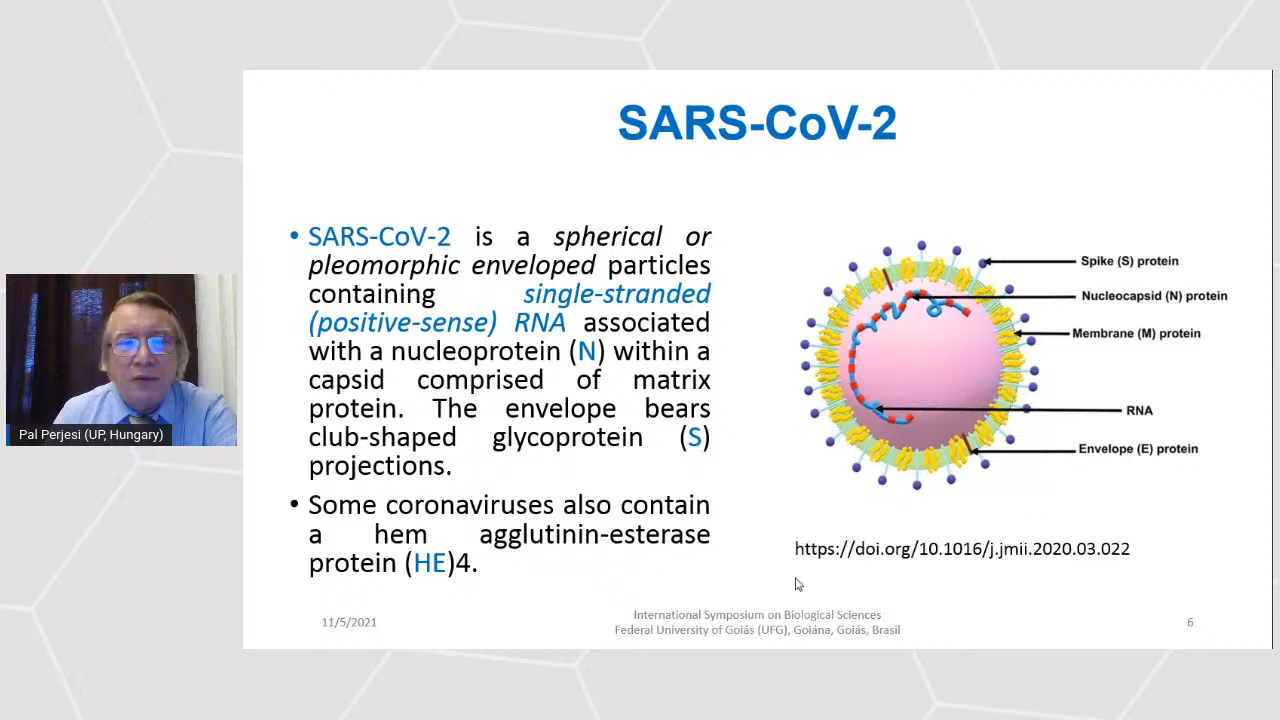 SARS-CoV-2
• SARS-CoV-2 is a spherical or
pleomorphic enveloped particles
containing single-stranded
(positive-sense) RNA associated
with a nucleoprotein (N) within a
capsid comprised of matrix
protein. The envelope bears
club-shaped glycoprotein (S)
projections.
• Some coronaviruses also contain
a hem agglutinin-esterase
protein (HE)4.
Spike (S) protein
Nucleocapsid (N) protein
Membrane (M) protein
RNA
Envelope (E) protein
https://doi.org/10.1016/j.jmii.2020.03.022
Pal Perjesi (UP, Hungary)
11/5/2021
International Symposium on Biological Sciences
Federal University of Goiás (UFG), Goiána, Goiás, Brasil
6